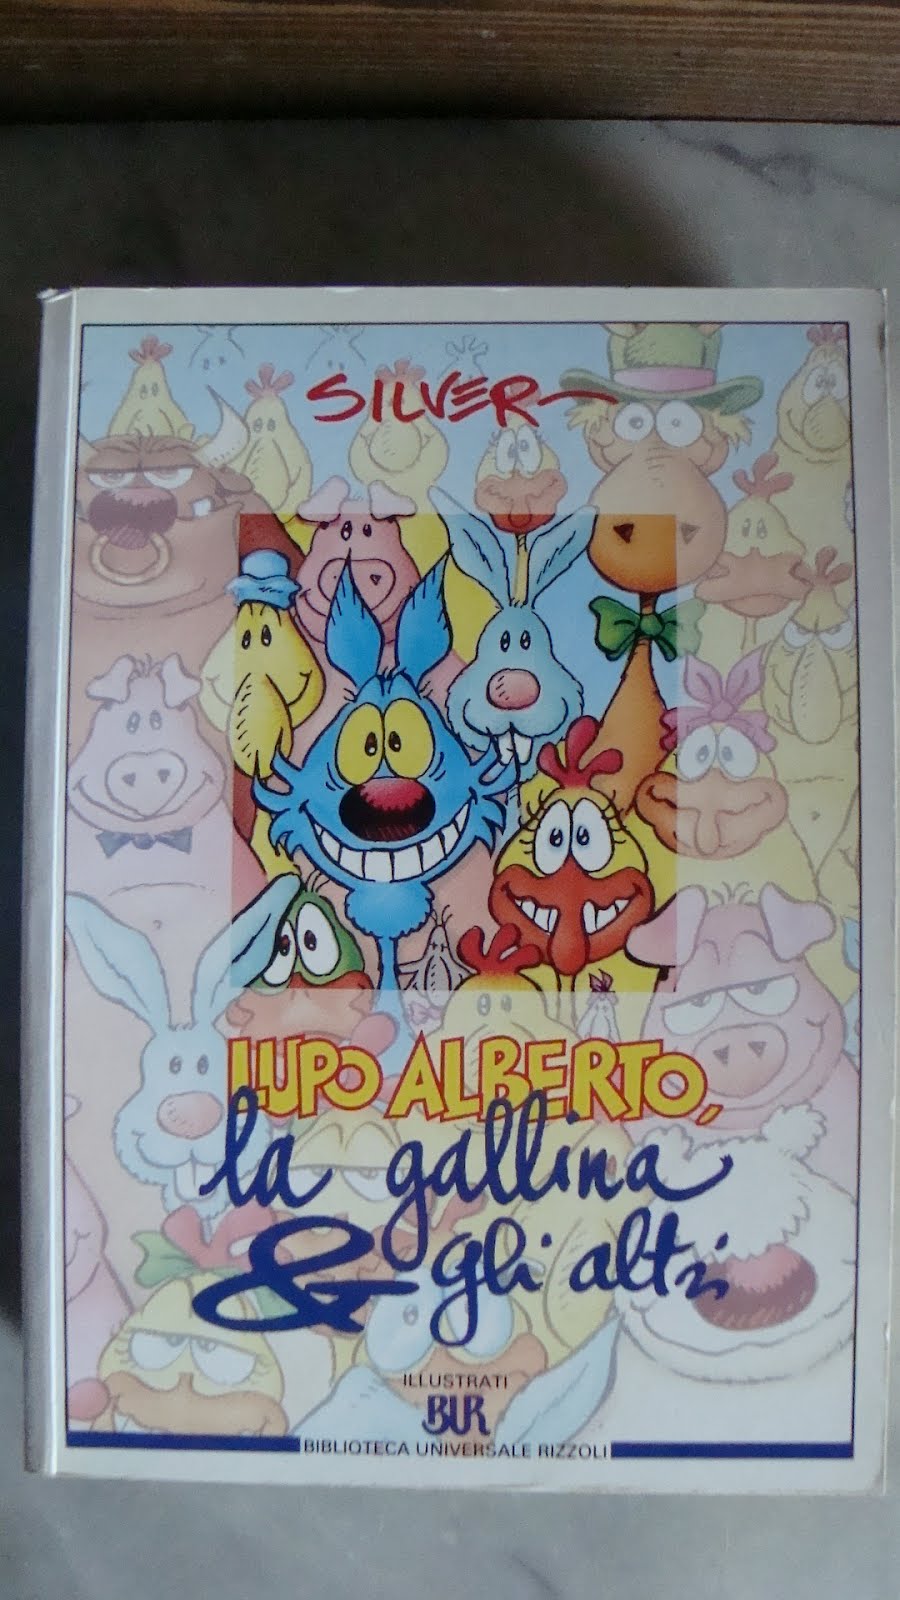 SILVER
LUPO ALBERTO,
la gallina
& gli altri
ILLUSTRATI
BUR
BIBLIOTECA UNIVERSALE RIZZOLI